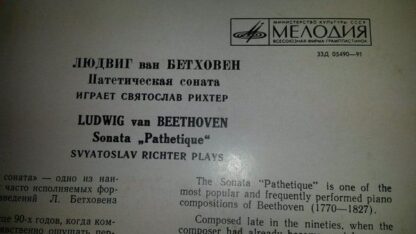 МИНИСТЕРСТВО КУЛЬТУРЫ СССР
МЕЛОДИЯ
ВСЕСОЮЗНАЯ ФИРМА ГРАМПЛАСТИНОК
33Д 05490—91
ЛЮДВИГ ван БЕТХОВЕН
Патетическая соната
ИГРАЕТ СВЯТОСЛАВ РИХТЕР
LUDWIG van BEETHOVEN
Sonata „Pathetique“
SVYATOSLAV RICHTER PLAYS
соната» — одно из наи-
часто исполняемых фор-
ведений Л. Бетховена
90-х годов, когда ком-
The Sonata "Pathetique" is one of the
most popular and frequently performed piano
compositions of Beethoven (1770—1827).
Composed late in the nineties, when the
composer had already